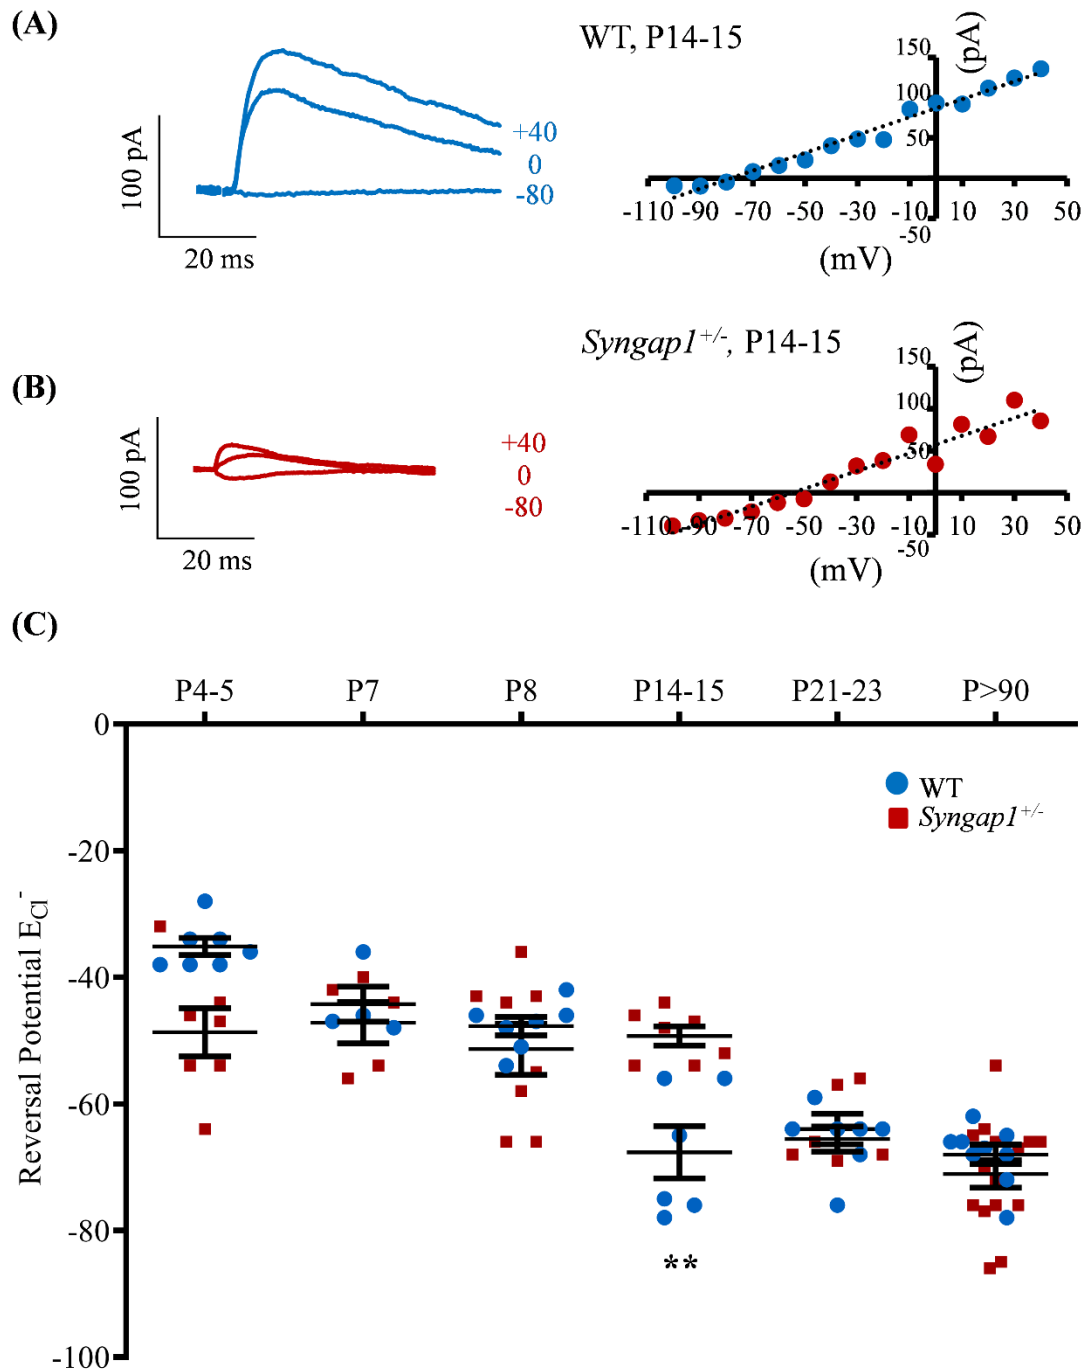 (A)
WT, P14-15
100 pA
20 ms
+40
0
-80
150
100
50
-50
(pA)
-110 -90 -70 -50 -30 -10 10 30 50
(mV)
(B)
Syngap1+/-, P14-15
100 pA
20 ms
+40
0
-80
150
100
50
-50
(pA)
-110 -90 -70 -50 -30 -10 10 30 50
(mV)
(C)
P4-5 P7 P8 P14-15 P21-23 P>90
0
-20
-40
-60
-80
-100
Reversal Potential ECl-
WT
Syngap1+/-
**